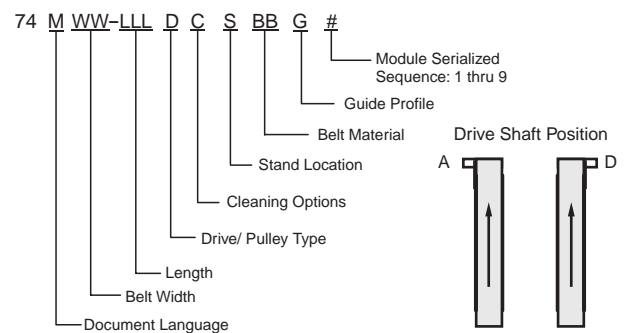 74 M WW-LLL D C S BB G #
Module Serialized
Sequence: 1 thru 9
Guide Profile
Belt Material
Stand Location
Cleaning Options
Drive/ Pulley Type
Length
Belt Width
Document Language
Drive Shaft Position
A D